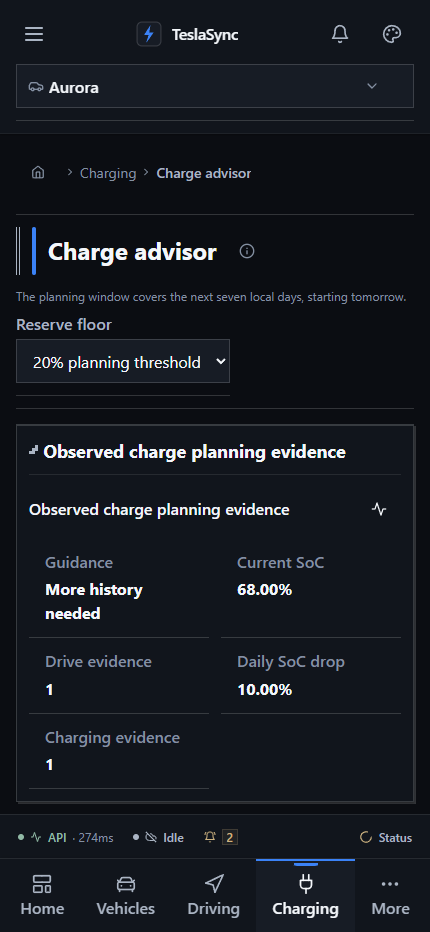 TeslaSync
Aurora
Charging
Charge advisor
Charge advisor
The planning window covers the next seven local days, starting tomorrow.
Reserve floor
20% planning threshold
Observed charge planning evidence
Observed charge planning evidence
Guidance
More history
needed
Current SoC
68.00%
Drive evidence
1
Daily SoC drop
10.00%
Charging evidence
1
API · 274ms
Idle
2
Status
Home
Vehicles
Driving
Charging
More